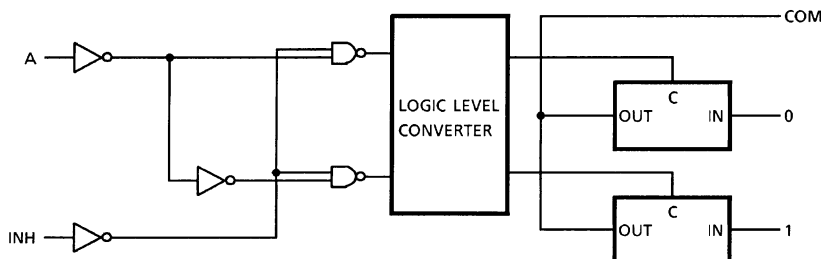 COM
A
C
LOGIC LEVEL
CONVERTER
OUT
IN
0
C
INH
OUT
IN
1